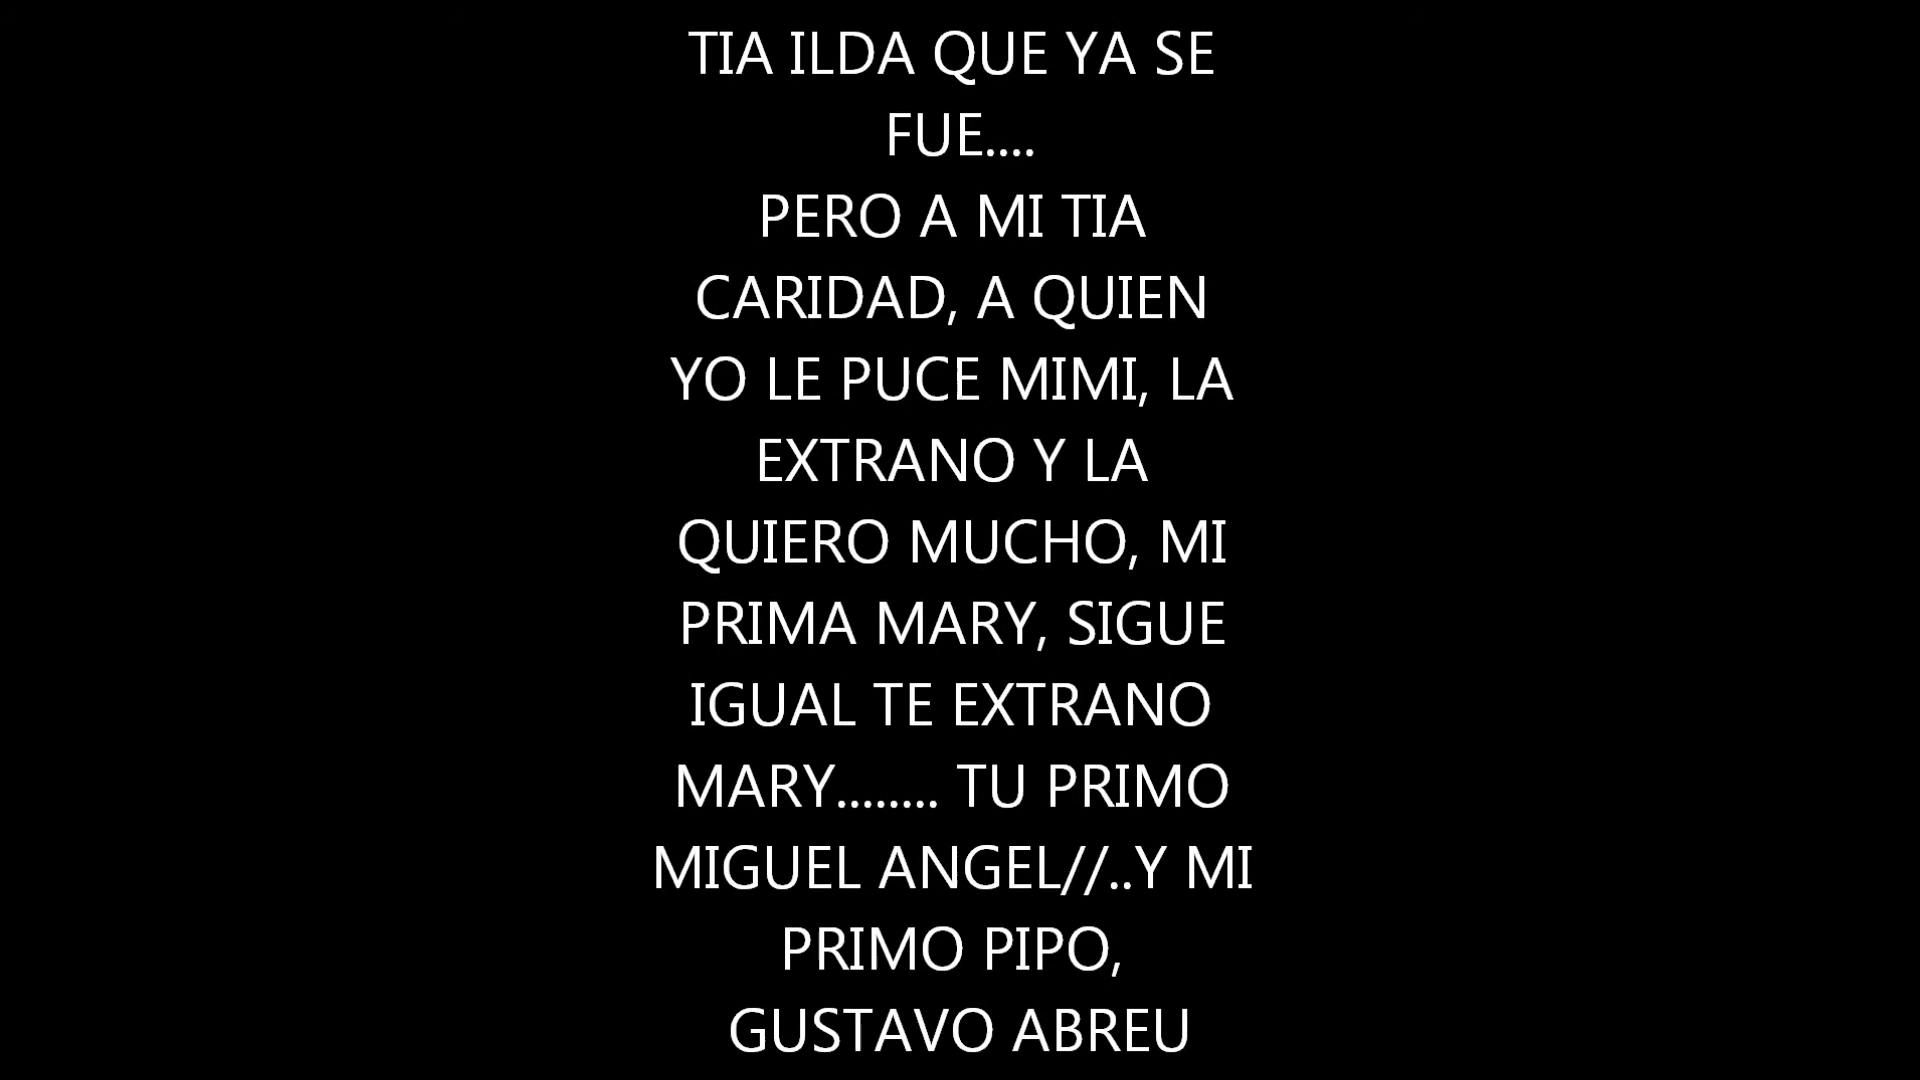 TIA ILDA QUE YA SE
FUE....
PERO A MI TIA
CARIDAD, A QUIEN
YO LE PUCE MIMI, LA
EXTRANO Y LA
QUIERO MUCHO, MI
PRIMA MARY, SIGUE
IGUAL TE EXTRANO
MARY........ TU PRIMO
MIGUEL ANGEL//..Y MI
PRIMO PIPO,
GUSTAVO ABREU